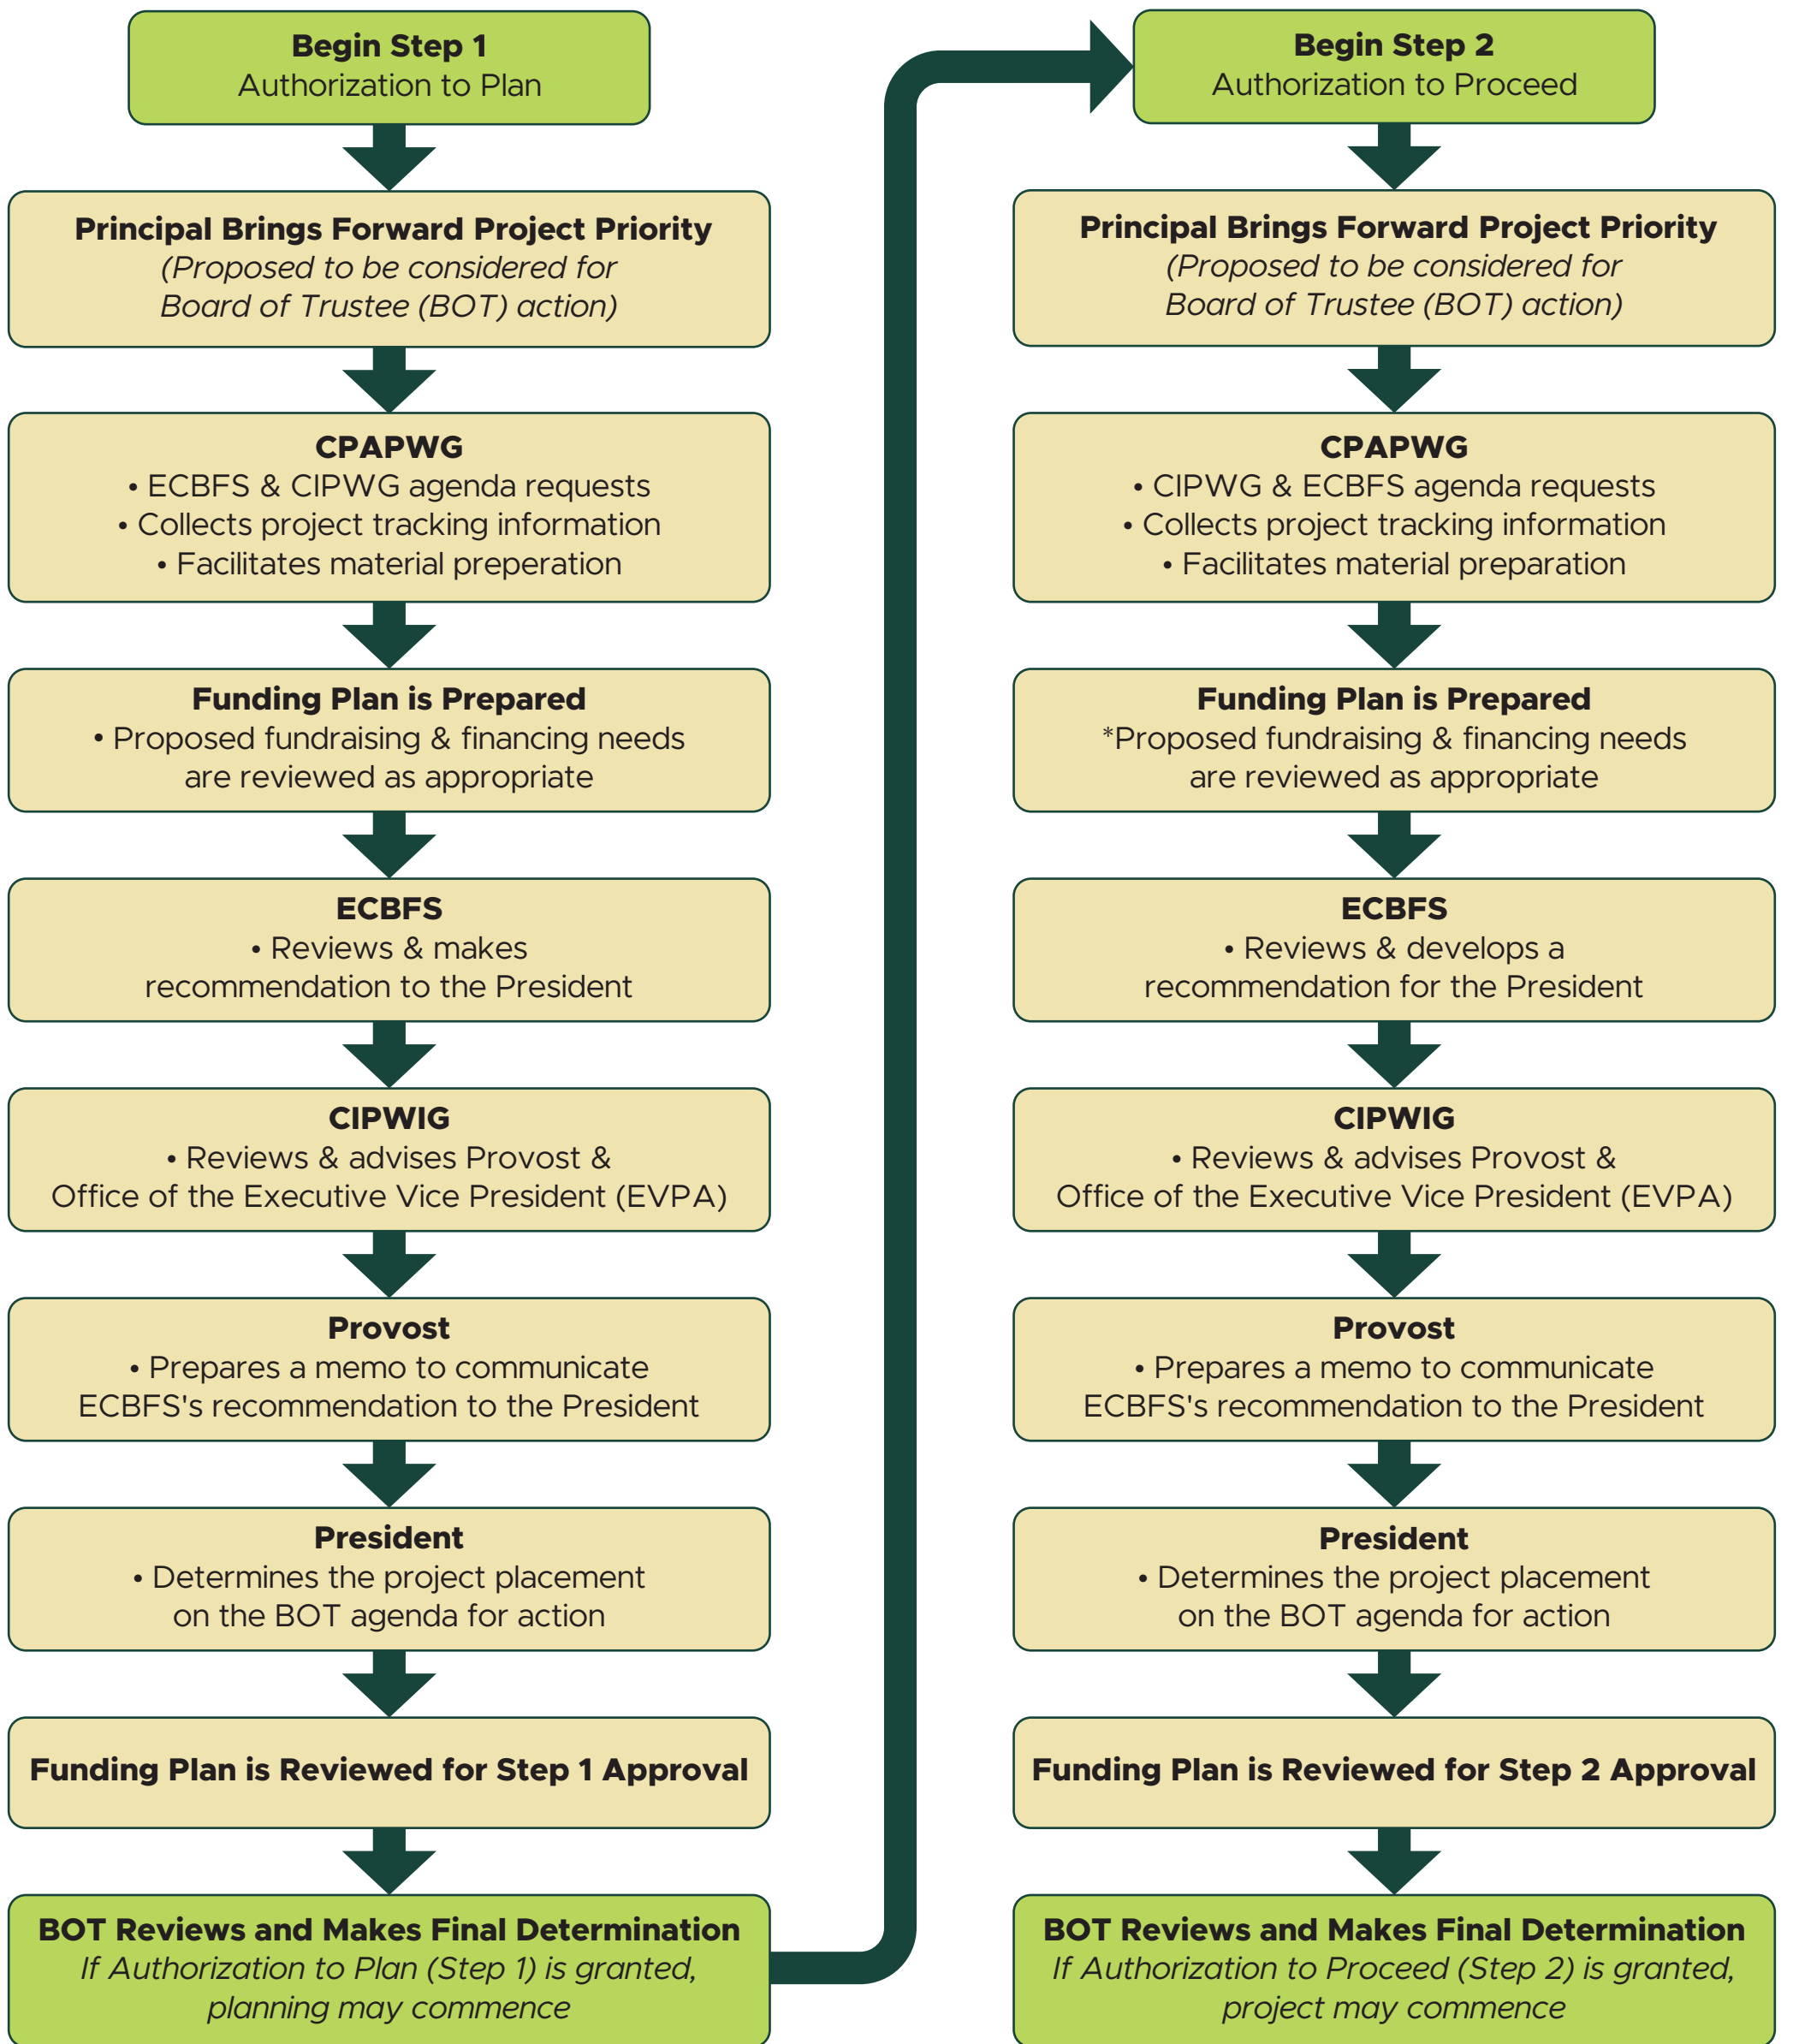 Begin Step 1
Authorization to Plan
Principal Brings Forward Project Priority
(Proposed to be considered for
Board of Trustee (BOT) action)
CPAPWG
• ECBFS & CIPWG agenda requests
• Collects project tracking information
• Facilitates material preperation
Funding Plan is Prepared
• Proposed fundraising & financing needs
are reviewed as appropriate
ECBFS
• Reviews & makes
recommendation to the President
CIPWIG
• Reviews & advises Provost &
Office of the Executive Vice President (EVPA)
Provost
• Prepares a memo to communicate
ECBFS's recommendation to the President
President
• Determines the project placement
on the BOT agenda for action
Funding Plan is Reviewed for Step 1 Approval
BOT Reviews and Makes Final Determination
If Authorization to Plan (Step 1) is granted,
planning may commence
Begin Step 2
Authorization to Proceed
Principal Brings Forward Project Priority
(Proposed to be considered for
Board of Trustee (BOT) action)
CPAPWG
• CIPWG & ECBFS agenda requests
• Collects project tracking information
• Facilitates material preparation
Funding Plan is Prepared
*Proposed fundraising & financing needs
are reviewed as appropriate
ECBFS
• Reviews & develops a
recommendation for the President
CIPWIG
• Reviews & advises Provost &
Office of the Executive Vice President (EVPA)
Provost
• Prepares a memo to communicate
ECBFS's recommendation to the President
President
• Determines the project placement
on the BOT agenda for action
Funding Plan is Reviewed for Step 2 Approval
BOT Reviews and Makes Final Determination
If Authorization to Proceed (Step 2) is granted,
project may commence